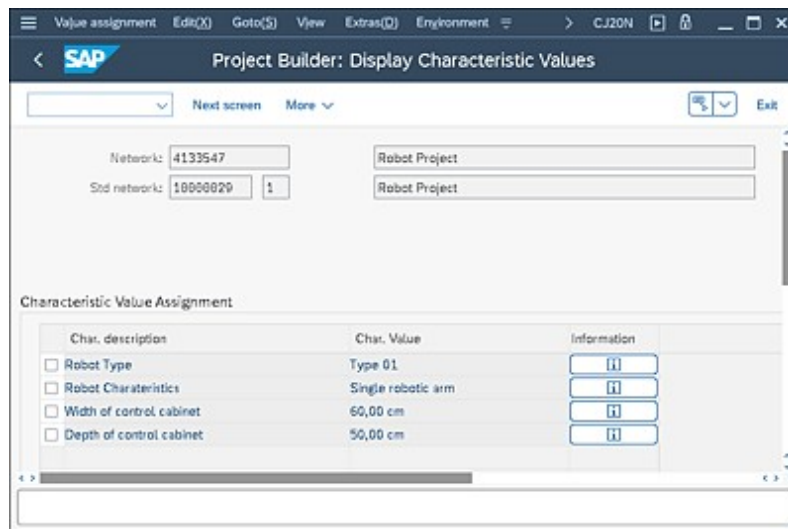 Value assignment Edit(X) Goto(S) View Extras(D) Environment CJ20N
SAP Project Builder: Display Characteristic Values
Next screen More Exit
Network: 4133547 Robot Project
Std network: 10000029 1 Robot Project
Characteristic Value Assignment
Char. description Char. Value Information
Robot Type Type 01
Robot Charateristics Single robotic arm
Width of control cabinet 60,00 cm
Depth of control cabinet 50,00 cm